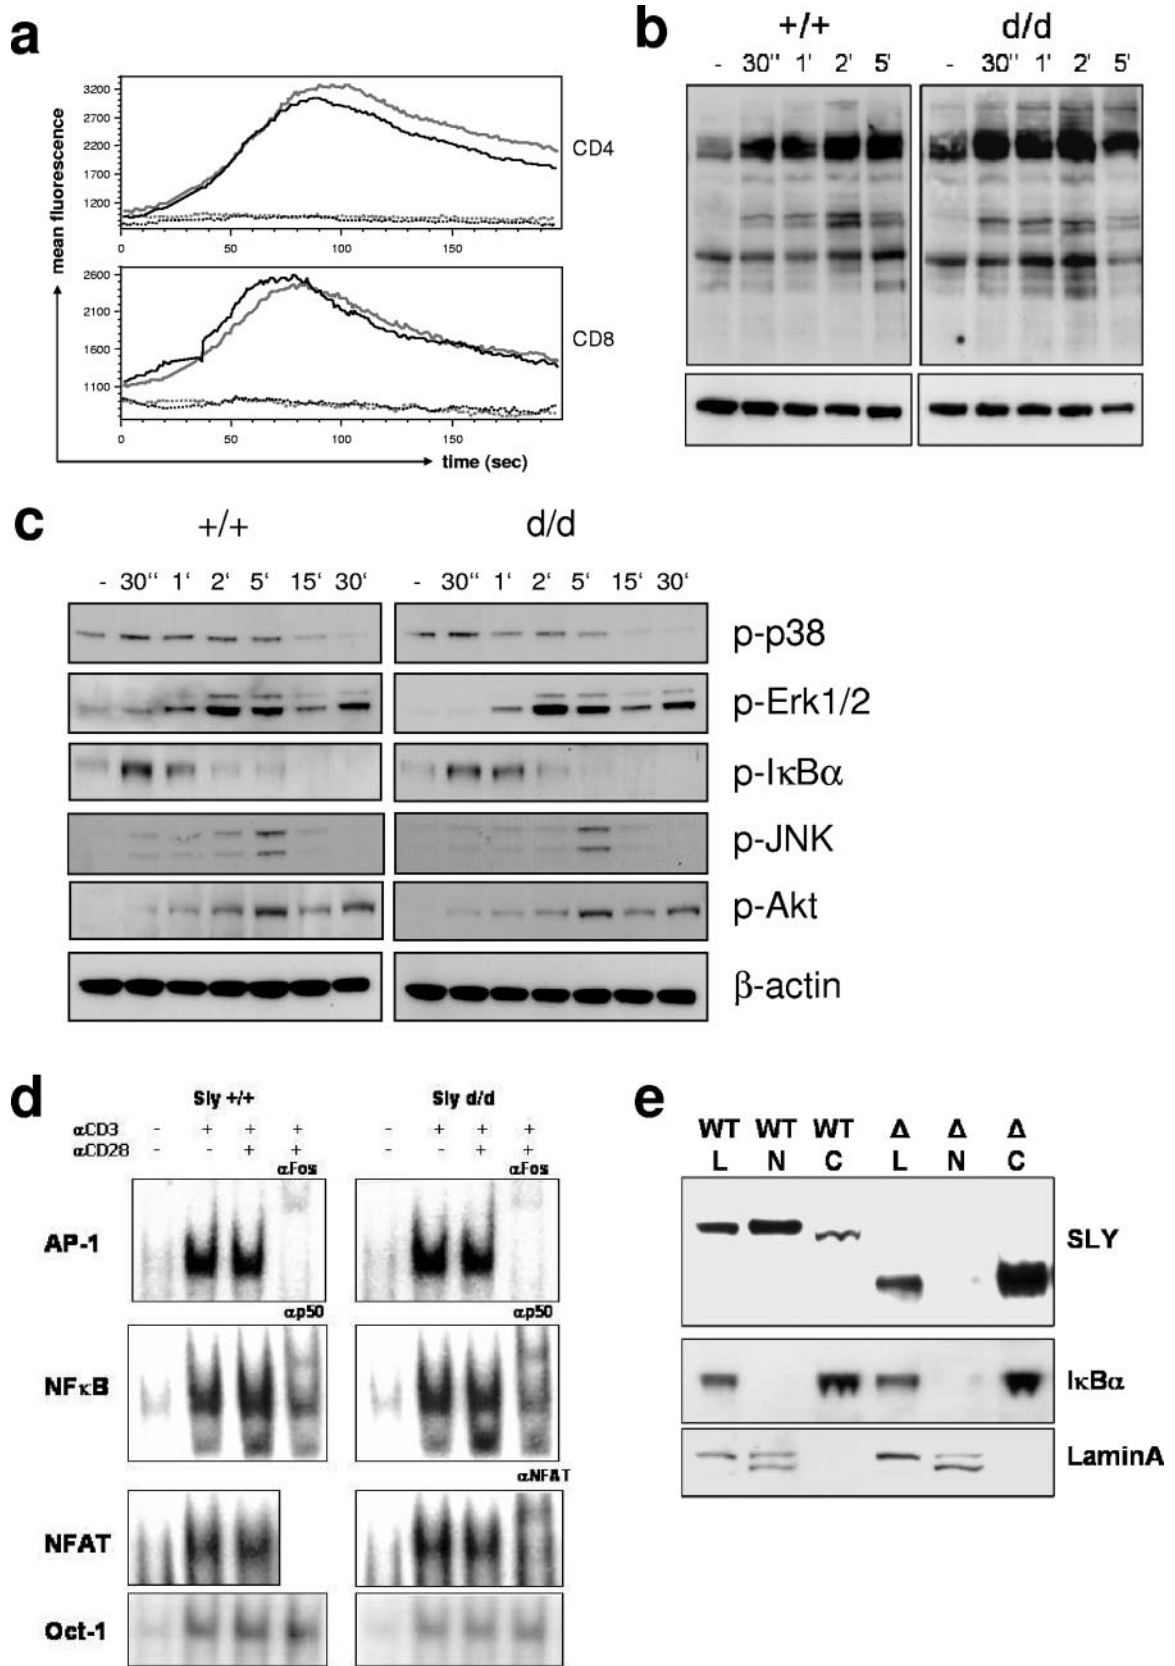 a
mean fluorescence
3200
2700
2200
1700
1200
0 50 100 150
CD4
2600
2100
1600
1100
0 50 100 150
CD8
time (sec)
b
+/+ d/d
- 30" 1' 2' 5' - 30" 1' 2' 5'
c
+/+ d/d
- 30“ 1‘ 2‘ 5‘ 15‘ 30‘ - 30“ 1‘ 2‘ 5‘ 15‘ 30‘
p-p38
p-Erk1/2
p-IκBα
p-JNK
p-Akt
β-actin
d
Sly +/+ Sly d/d
αCD3 - + + + - + + +
αCD28 - - + + - - + +
αFos αFos
AP-1
αp50 αp50
NFκB
αNFAT
NFAT
Oct-1
e
WT WT WT Δ Δ Δ
L N C L N C
SLY
IκBα
LaminA